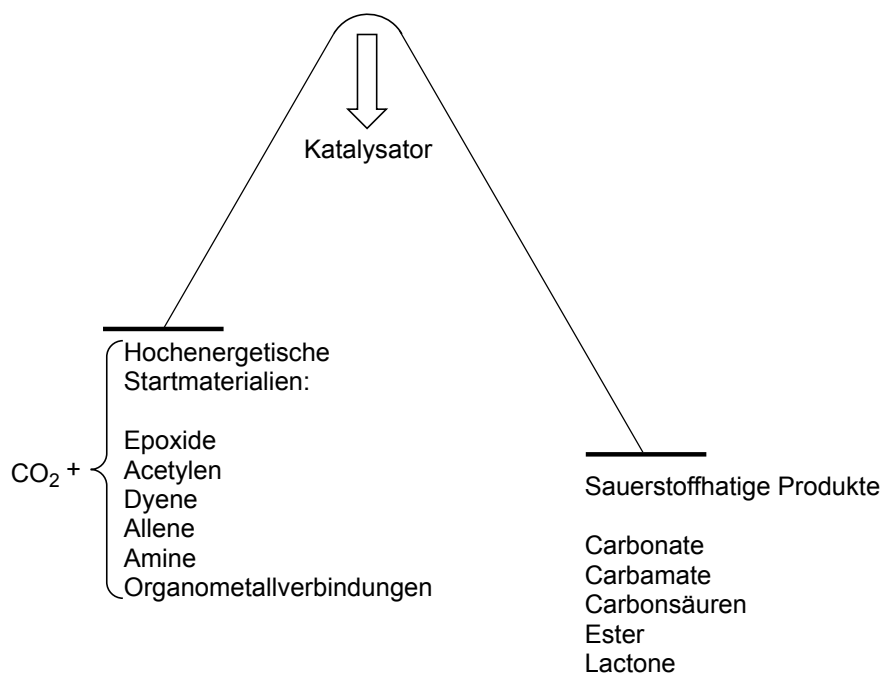 Katalysator
Hochenergetische
Startmaterialien:
CO₂ +
Epoxide
Acetylen
Dyene
Allene
Amine
Organometallverbindungen
Sauerstoffhatige Produkte
Carbonate
Carbamate
Carbonsäuren
Ester
Lactone